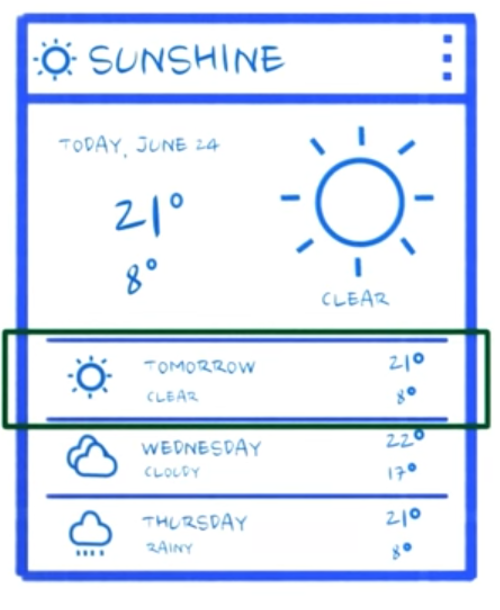 SUNSHINE
TODAY, JUNE 24
21°
8°
CLEAR
TOMORROW 21°
CLEAR 8°
WEDNESDAY 22°
CLOUDY 17°
THURSDAY 21°
RAINY 8°